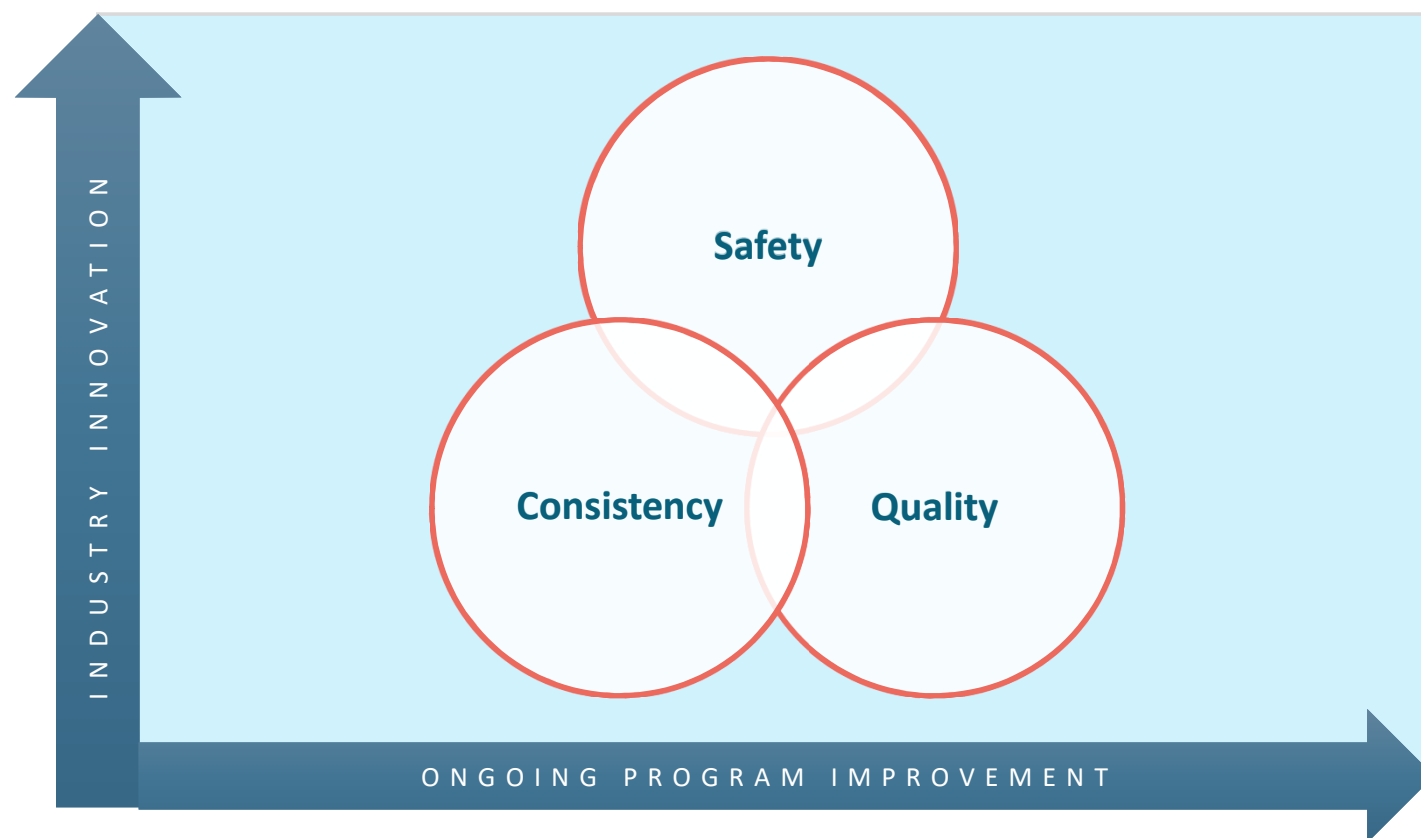 INDUSTRY INNOVATION
Safety
Consistency
Quality
ONGOING PROGRAM IMPROVEMENT